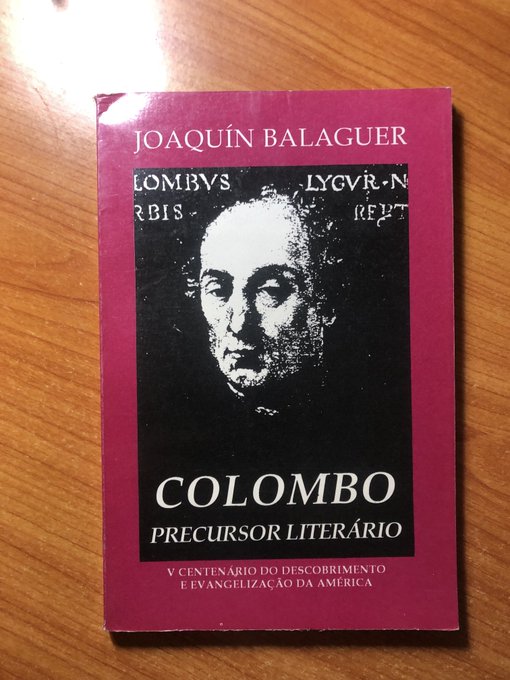 JOAQUÍN BALAGUER
LOMBVS LYGVR·N
RBIS REPT
COLOMBO
PRECURSOR LITERÁRIO
V CENTENÁRIO DO DESCOBRIMENTO
E EVANGELIZAÇÃO DA AMÉRICA